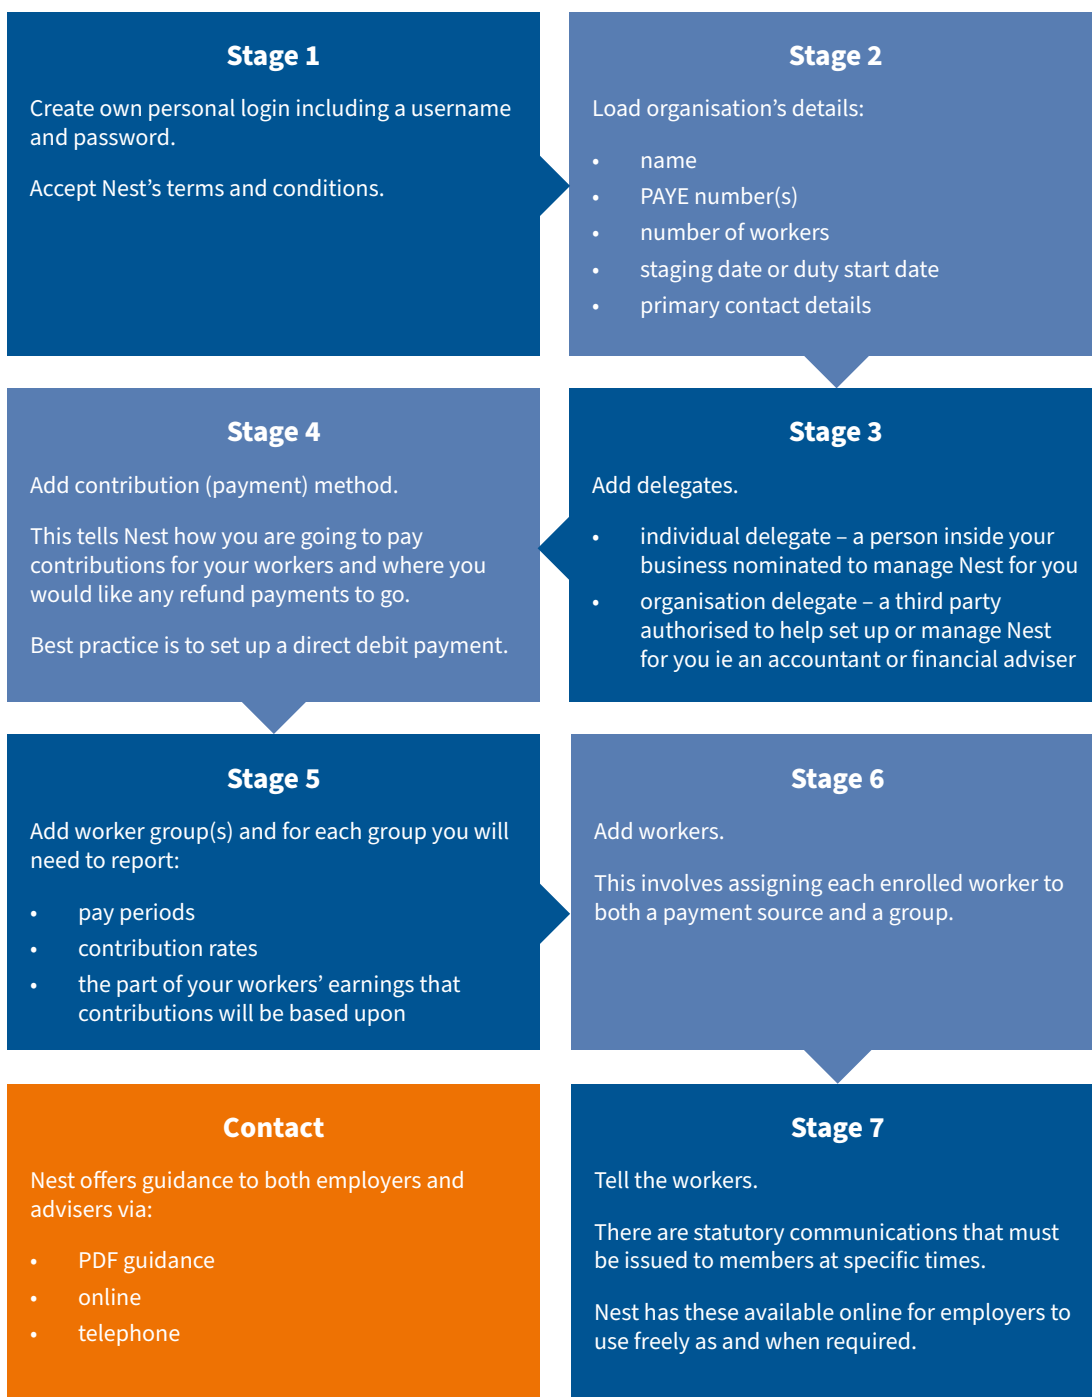 Stage 1
Create own personal login including a username
and password.
Accept Nest’s terms and conditions.
Stage 2
Load organisation’s details:
• name
• PAYE number(s)
• number of workers
• staging date or duty start date
• primary contact details
Stage 3
Add delegates.
• individual delegate – a person inside your
business nominated to manage Nest for you
• organisation delegate – a third party
authorised to help set up or manage Nest
for you ie an accountant or financial adviser
Stage 4
Add contribution (payment) method.
This tells Nest how you are going to pay
contributions for your workers and where you
would like any refund payments to go.
Best practice is to set up a direct debit payment.
Stage 5
Add worker group(s) and for each group you will
need to report:
• pay periods
• contribution rates
• the part of your workers’ earnings that
contributions will be based upon
Stage 6
Add workers.
This involves assigning each enrolled worker to
both a payment source and a group.
Stage 7
Tell the workers.
There are statutory communications that must
be issued to members at specific times.
Nest has these available online for employers to
use freely as and when required.
Contact
Nest offers guidance to both employers and
advisers via:
• PDF guidance
• online
• telephone